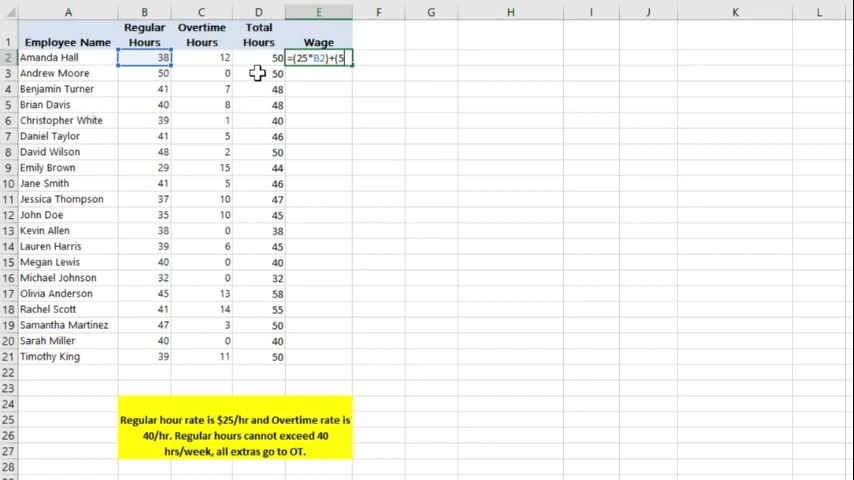 A B C D E F G H I J K L
Regular Overtime Total
1 Employee Name Hours Hours Hours Wage
2 Amanda Hall 38 12 50 =(25*B2)+(5
3 Andrew Moore 50 0 50
4 Benjamin Turner 41 7 48
5 Brian Davis 40 8 48
6 Christopher White 39 1 40
7 Daniel Taylor 41 5 46
8 David Wilson 48 2 50
9 Emily Brown 29 15 44
10 Jane Smith 41 5 46
11 Jessica Thompson 37 10 47
12 John Doe 35 10 45
13 Kevin Allen 38 0 38
14 Lauren Harris 39 6 45
15 Megan Lewis 40 0 40
16 Michael Johnson 32 0 32
17 Olivia Anderson 45 13 58
18 Rachel Scott 41 14 55
19 Samantha Martinez 47 3 50
20 Sarah Miller 40 0 40
21 Timothy King 39 11 50
22
23
24
25 Regular hour rate is $25/hr and Overtime rate is
26 40/hr. Regular hours cannot exceed 40
27 hrs/week, all extras go to OT.
28